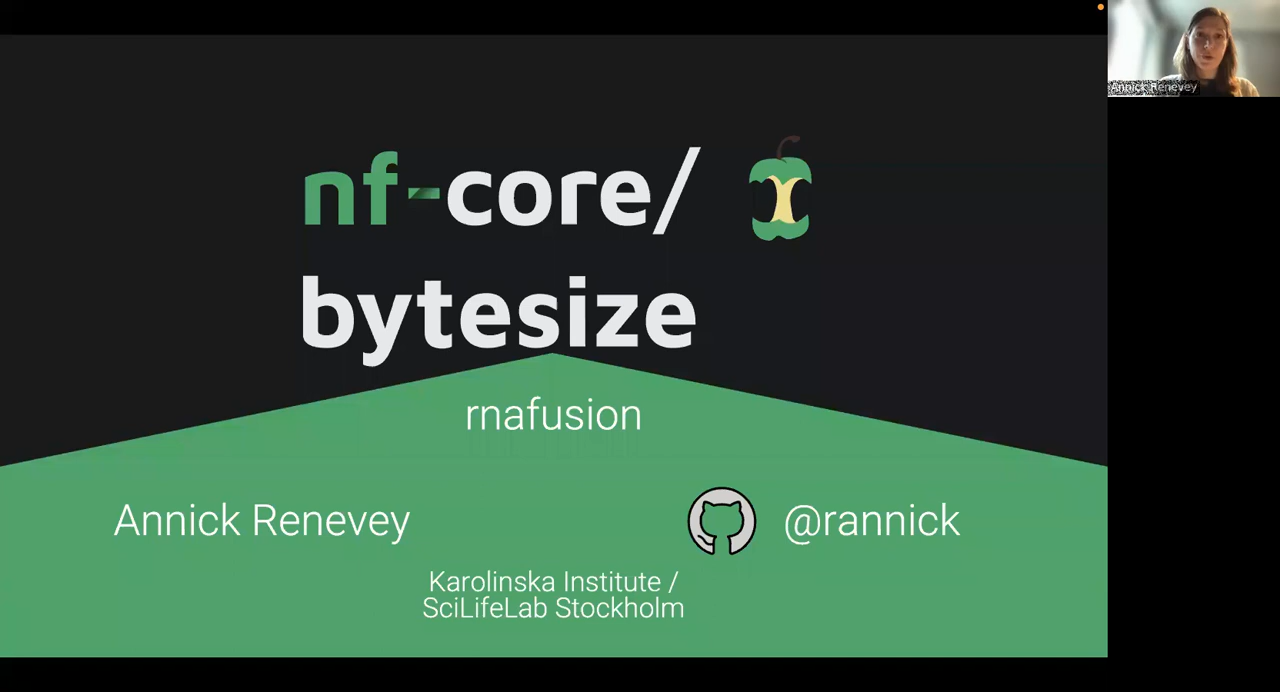 nf-core/
bytesize
rnafusion
Annick Renevey
@rannick
Karolinska Institute /
SciLifeLab Stockholm
Annick Renevey